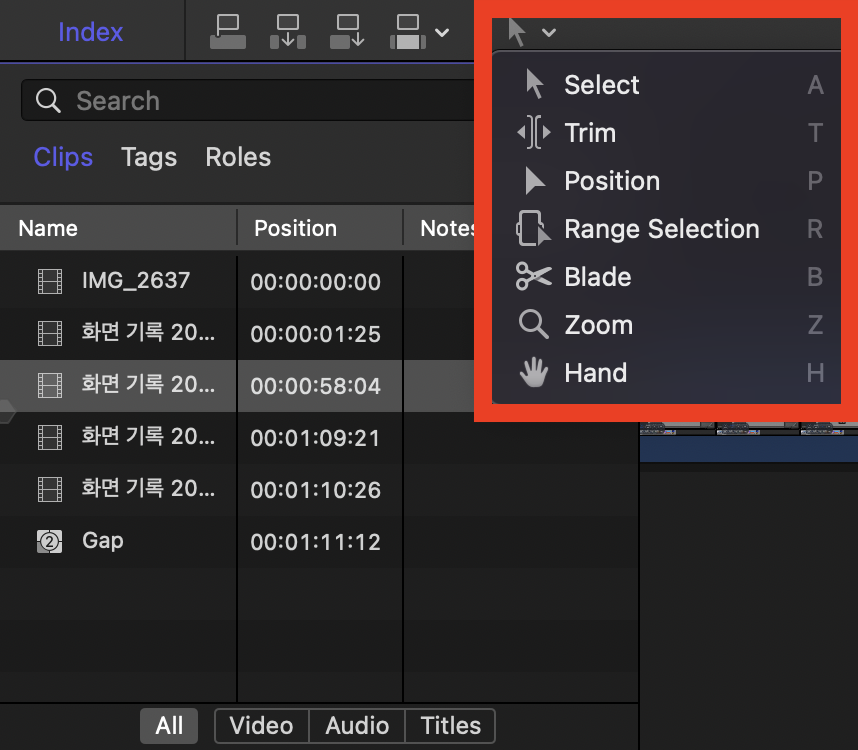 Index
Search
Clips Tags Roles
Name Position Notes
IMG_2637 00:00:00:00
화면 기록 20... 00:00:01:25
화면 기록 20... 00:00:58:04
화면 기록 20... 00:01:09:21
화면 기록 20... 00:01:10:26
2 Gap 00:01:11:12
All Video Audio Titles
Select A
Trim T
Position P
Range Selection R
Blade B
Zoom Z
Hand H